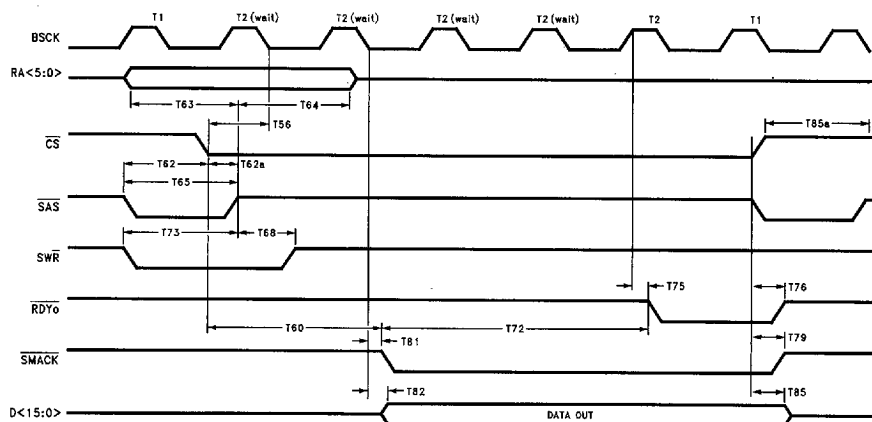 T1 T2 (wait) T2 (wait) T2 (wait) T2 (wait) T2 T1
BSCK
RA<5:0>
T63 T64
T56 T85a
CS
T62 T62a
T65
SAS
T73 T68
SWR
T75 T76
RDYo
T60 T72
T81 T79
SMACK
T82 T85
D<15:0> DATA OUT